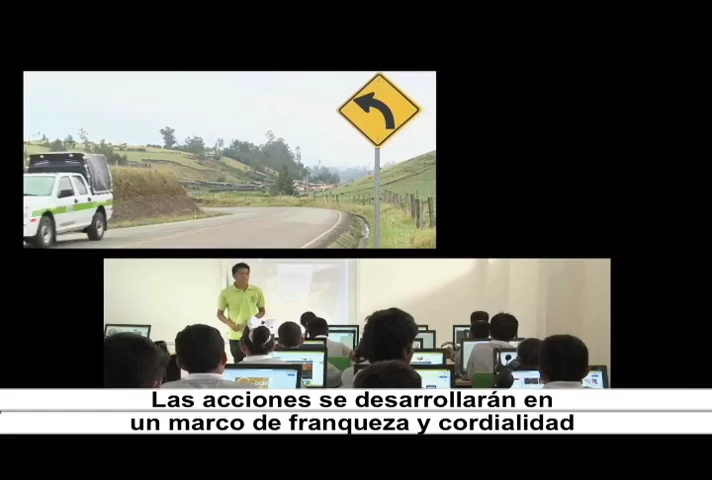 Las acciones se desarrollarán en
un marco de franqueza y cordialidad